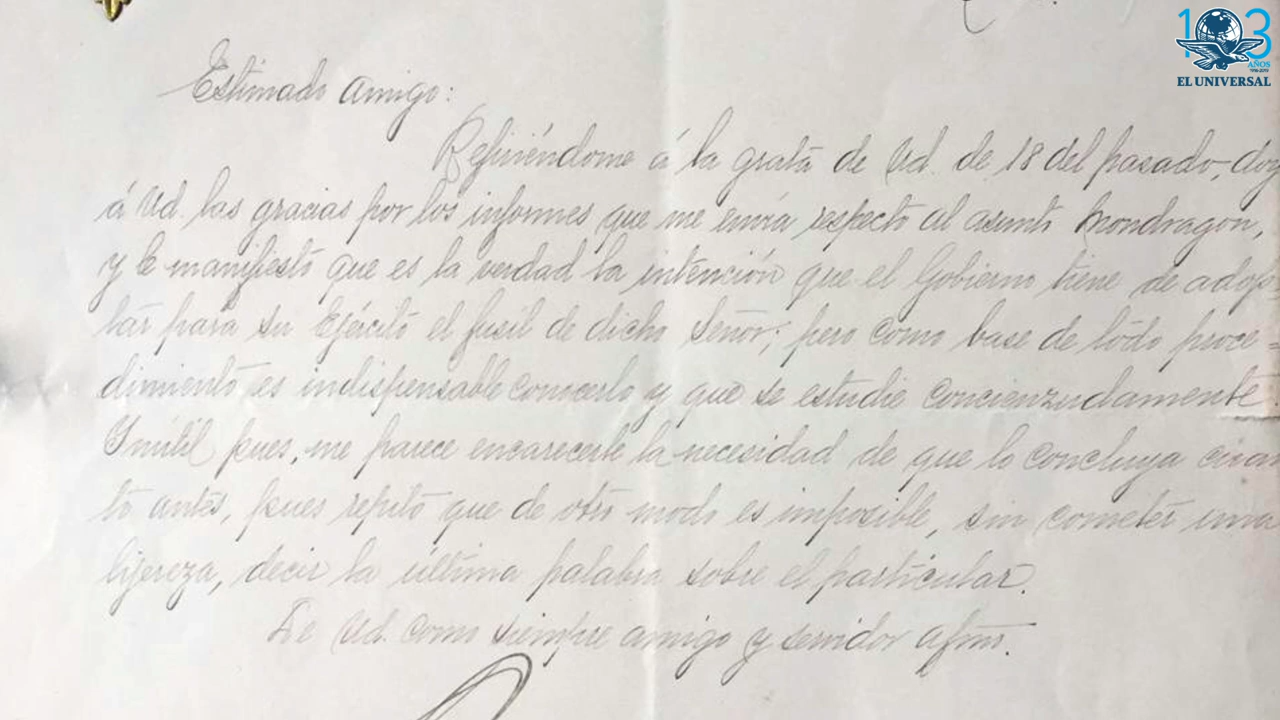 103
AÑOS
EL UNIVERSAL
Estimado amigo:
Refiriéndome á la grata de Ud. de 18 del pasado, doy
á Ud. las gracias por los informes que me envía respecto al asunto Mondragon,
y le manifiesto que es la verdad la intención que el Gobierno tiene de adop
tar para su Ejército el fusil de dicho Señor; pero como base de todo proce=
dimiento es indispensable conocerlo y que se estudie concienzudamente
Inútil pues, me parece encarecerle la necesidad de que lo concluya cuan
to antes, pues repito que de otro modo es imposible, sin cometer una
lijereza, decir la última palabra sobre el particular.
De Ud. como siempre amigo y servidor afmo.